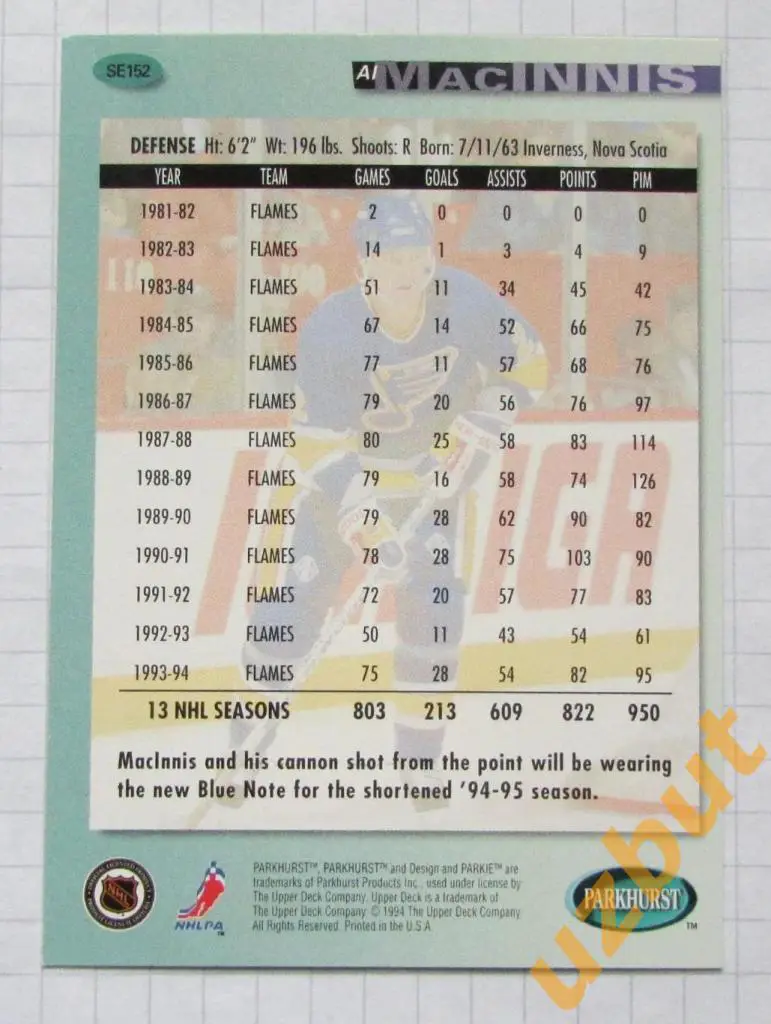 SE152
Al MacINNIS
DEFENSE Ht: 6'2" Wt: 196 lbs. Shoots: R Born: 7/11/63 Inverness, Nova Scotia
YEAR TEAM GAMES GOALS ASSISTS POINTS PIM
1981-82 FLAMES 2 0 0 0 0
1982-83 FLAMES 14 1 3 4 9
1983-84 FLAMES 51 11 34 45 42
1984-85 FLAMES 67 14 52 66 75
1985-86 FLAMES 77 11 57 68 76
1986-87 FLAMES 79 20 56 76 97
1987-88 FLAMES 80 25 58 83 114
1988-89 FLAMES 79 16 58 74 126
1989-90 FLAMES 79 28 62 90 82
1990-91 FLAMES 78 28 75 103 90
1991-92 FLAMES 72 20 57 77 83
1992-93 FLAMES 50 11 43 54 61
1993-94 FLAMES 75 28 54 82 95
13 NHL SEASONS 803 213 609 822 950
MacInnis and his cannon shot from the point will be wearing
the new Blue Note for the shortened '94-95 season.
NHL
NHLPA™
PARKHURST™, PARKHURST™ and Design and PARKIE™ are
trademarks of Parkhurst Products Inc., used under license by
The Upper Deck Company. Upper Deck is a trademark of
The Upper Deck Company. © 1994 The Upper Deck Company.
All Rights Reserved. Printed in the U.S.A.
PARKHURST™
uzbut